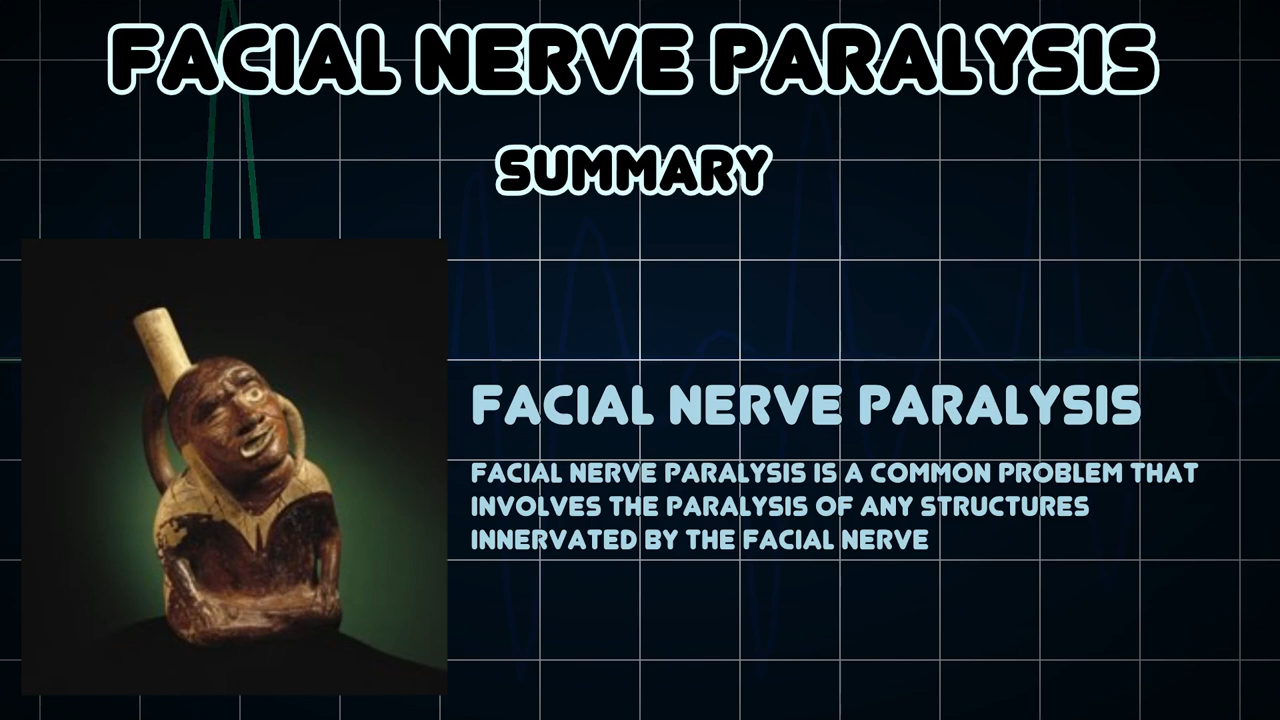 FACIAL NERVE PARALYSIS
SUMMARY
FACIAL NERVE PARALYSIS
FACIAL NERVE PARALYSIS IS A COMMON PROBLEM THAT
INVOLVES THE PARALYSIS OF ANY STRUCTURES
INNERVATED BY THE FACIAL NERVE